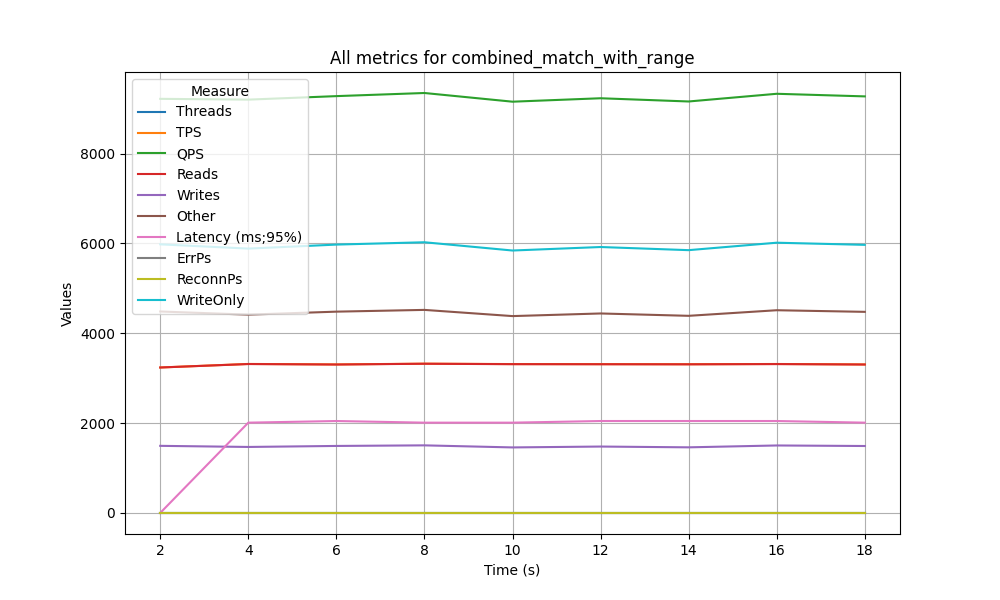 All metrics for combined_match_with_range
Measure
Threads
TPS
QPS
Reads
Writes
Other
Latency (ms;95%)
ErrPs
ReconnPs
WriteOnly
Values
8000
6000
4000
2000
0
2 4 6 8 10 12 14 16 18
Time (s)